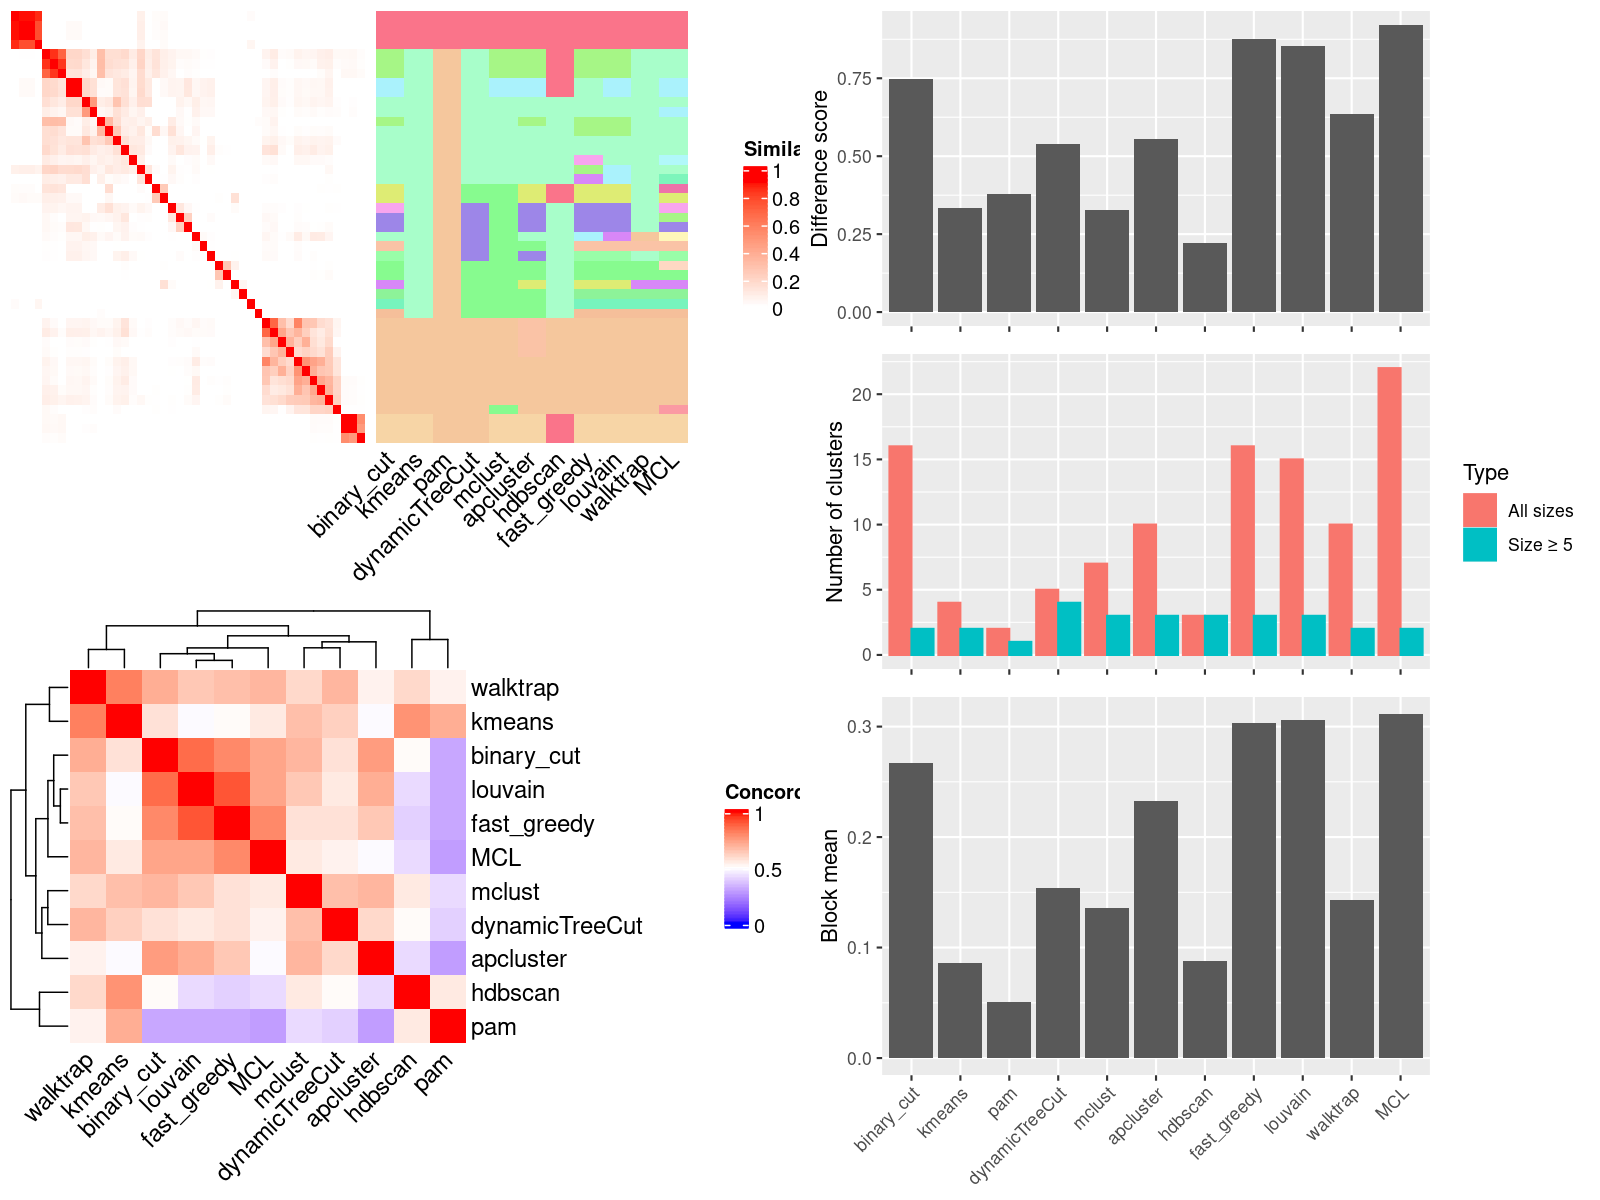 Simila
1
0.8
0.6
0.4
0.2
0
binary_cut
kmeans
pam
dynamicTreeCut
mclust
apcluster
hdbscan
fast_greedy
louvain
walktrap
MCL
Difference score
0.75
0.50
0.25
0.00
Number of clusters
20
15
10
5
0
Type
All sizes
Size ≥ 5
walktrap
kmeans
binary_cut
louvain
fast_greedy
MCL
mclust
dynamicTreeCut
apcluster
hdbscan
pam
walktrap
kmeans
binary_cut
louvain
fast_greedy
MCL
mclust
dynamicTreeCut
apcluster
hdbscan
pam
Concord
1
0.5
0
Block mean
0.3
0.2
0.1
0.0
binary_cut
kmeans
pam
dynamicTreeCut
mclust
apcluster
hdbscan
fast_greedy
louvain
walktrap
MCL